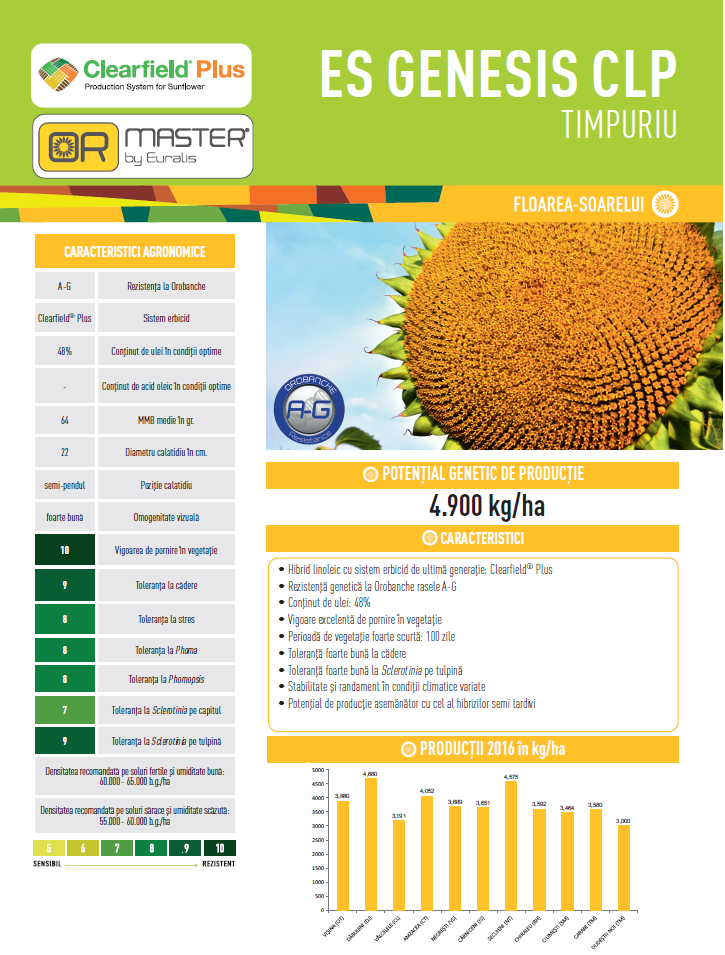 Clearfield® Plus
Production System for Sunflower
OR MASTER®
by Euralis
ES GENESIS CLP
TIMPURIU
FLOAREA-SOARELUI
CARACTERISTICI AGRONOMICE
A-G Rezistența la Orobanche
Clearfield® Plus Sistem erbicid
48% Conținut de ulei în condiții optime
- Conținut de acid oleic în condiții optime
64 MMB medie în gr.
22 Diametru calatidiu în cm.
semi-pendul Poziție calatidiu
foarte bună Omogenitate vizuală
10 Vigoarea de pornire în vegetație
9 Toleranța la cădere
8 Toleranța la stres
8 Toleranța la Phoma
8 Toleranța la Phomopsis
7 Toleranța la Sclerotinia pe capitul
9 Toleranța la Sclerotinia pe tulpină
Densitatea recomandată pe soluri fertile și umiditate bună:
60.000 - 65.000 b.g./ha
Densitatea recomandată pe soluri sărace și umiditate scăzută:
55.000 - 60.000 b.g./ha
5 6 7 8 9 10
SENSIBIL REZISTENT
OROBANCHE
A-G
Resistance
POTENȚIAL GENETIC DE PRODUCȚIE
4.900 kg/ha
CARACTERISTICI
• Hibrid linoleic cu sistem erbicid de ultimă generație: Clearfield® Plus
• Rezistență genetică la Orobanche rasele A-G
• Conținut de ulei: 48%
• Vigoare excelentă de pornire în vegetație
• Perioadă de vegetație foarte scurtă: 100 zile
• Toleranță foarte bună la cădere
• Toleranță foarte bună la Sclerotinia pe tulpină
• Stabilitate și randament în condiții climatice variate
• Potențial de producție asemănător cu cel al hibrizilor semi tardivi
PRODUCȚII 2016 în kg/ha
5000
4500
4000
3500
3000
2500
2000
1500
1000
500
0
3,880 4,680 3,191 4,052 3,689 3,651 4,575 3,592 3,464 3,580 3,000
VIȘINA (OT) DĂBULENI (DJ) VÂLCELELE (CL) AMZACEA (CT) NEGREȘTI (VS) CÂRNICENI (IS) SECUIENI (NT) CHIRALEU (BH) CIUMEȘTI (SM) CARANI (TM) DUDEȘTII NOI (TM)